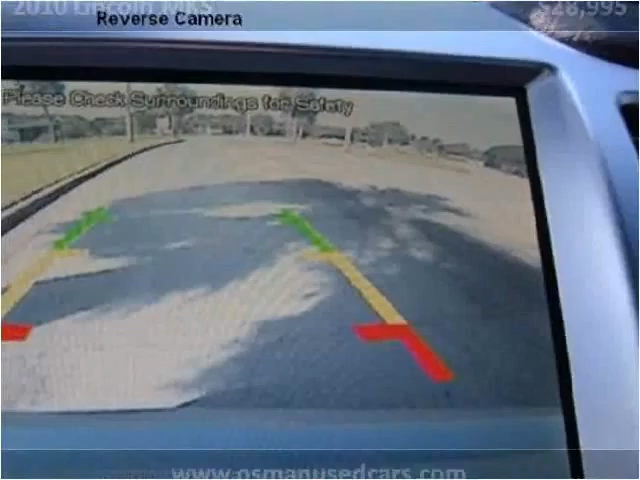 2010 Lincoln MKS $28,995
Reverse Camera
Please Check Surroundings for Safety
www.osmanusedcars.com